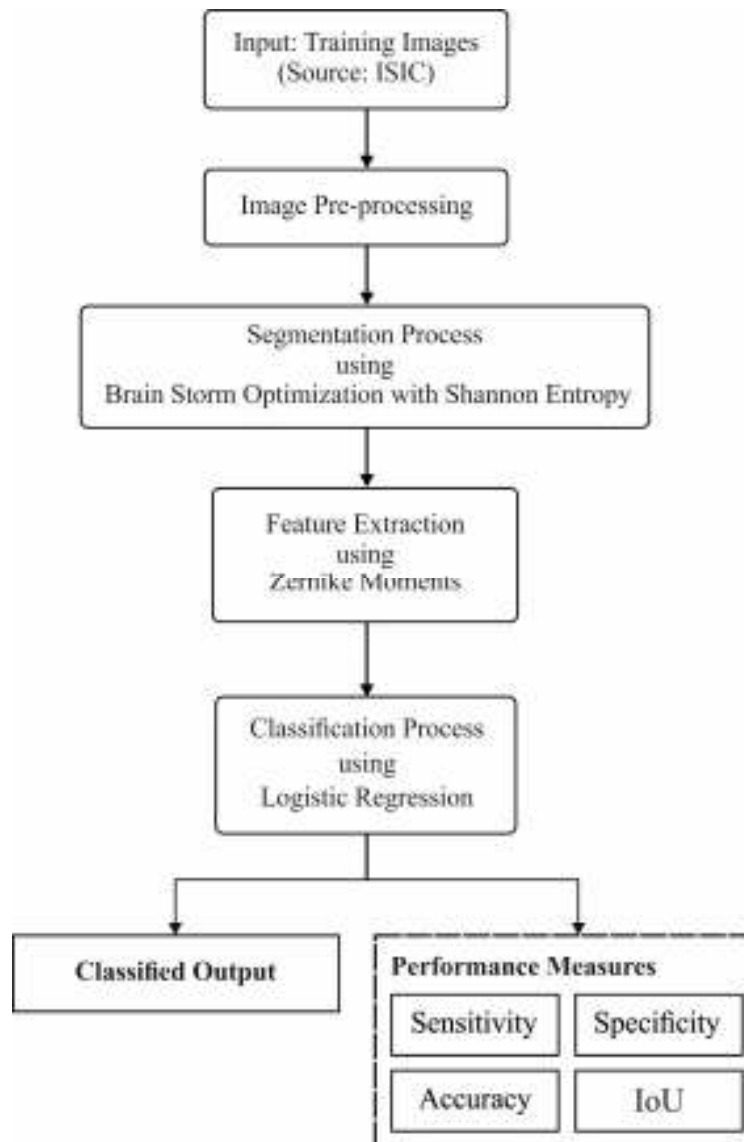 Input: Training Images
(Source: ISIC)
Image Pre-processing
Segmentation Process
using
Brain Storm Optimization with Shannon Entropy
Feature Extraction
using
Zernike Moments
Classification Process
using
Logistic Regression
Classified Output
Performance Measures
Sensitivity
Specificity
Accuracy
IoU